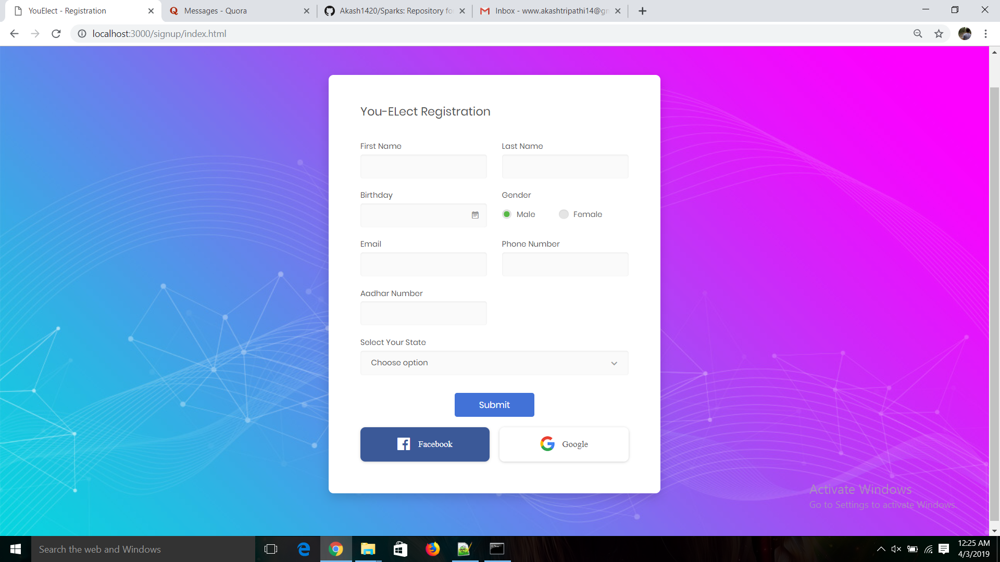 YouElect - Registration
Messages - Quora
Akash1420/Sparks: Repository fo
Inbox - www.akashtripathi14@gm
localhost:3000/signup/index.html
You-ELect Registration
First Name
Last Name
Birthday
Gender
Male
Female
Email
Phone Number
Aadhar Number
Select Your State
Choose option
Submit
Facebook
Google
Activate Windows
Go to Settings to activate Windows.
Search the web and Windows
12:25 AM
4/3/2019